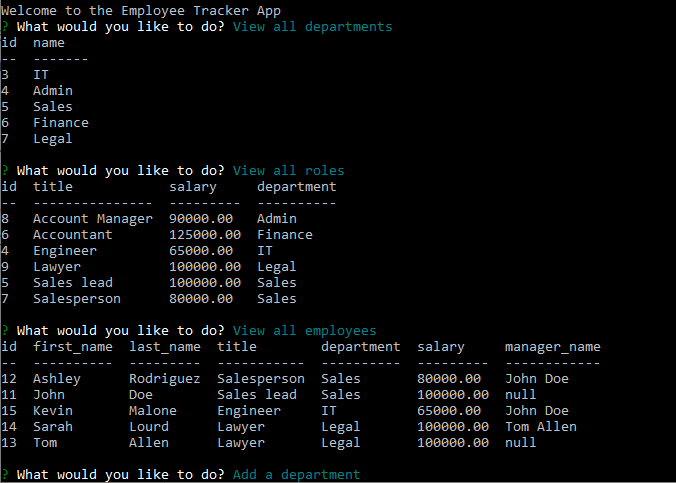 Welcome to the Employee Tracker App
? What would you like to do? View all departments
id  name
--  -------
3   IT
4   Admin
5   Sales
6   Finance
7   Legal
? What would you like to do? View all roles
id  title            salary     department
--  ---------------  ---------  ----------
8   Account Manager  90000.00   Admin
6   Accountant       125000.00  Finance
4   Engineer         65000.00   IT
9   Lawyer           100000.00  Legal
5   Sales lead       100000.00  Sales
7   Salesperson      80000.00   Sales
? What would you like to do? View all employees
id  first_name  last_name  title        department  salary     manager_name
--  ----------  ---------  -----------  ----------  ---------  ------------
12  Ashley      Rodriguez  Salesperson  Sales       80000.00   John Doe
11  John        Doe        Sales lead   Sales       100000.00  null
15  Kevin       Malone     Engineer     IT          65000.00   John Doe
14  Sarah       Lourd      Lawyer       Legal       100000.00  Tom Allen
13  Tom         Allen      Lawyer       Legal       100000.00  null
? What would you like to do? Add a department